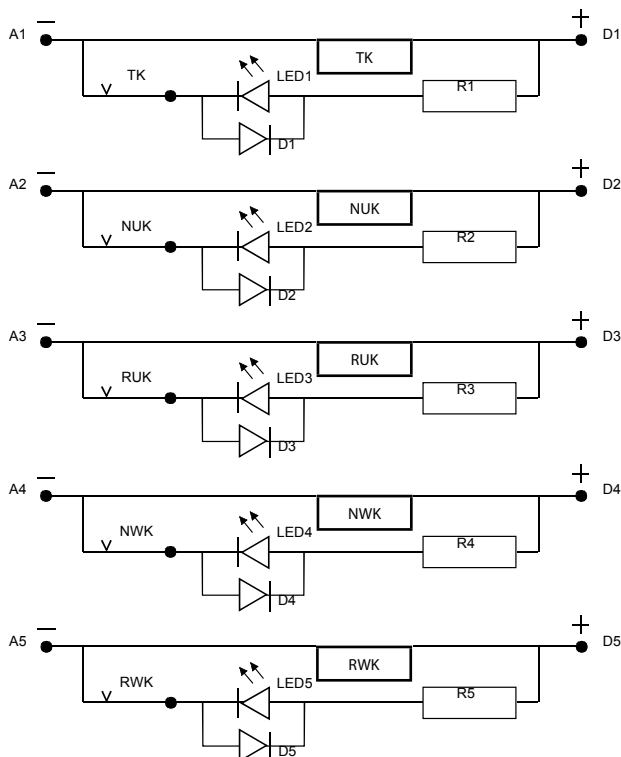 A1 − + D1
TK
TK LED1 R1
D1
A2 − + D2
NUK
NUK LED2 R2
D2
A3 − + D3
RUK
RUK LED3 R3
D3
A4 − + D4
NWK
NWK LED4 R4
D4
A5 − + D5
RWK
RWK LED5 R5
D5